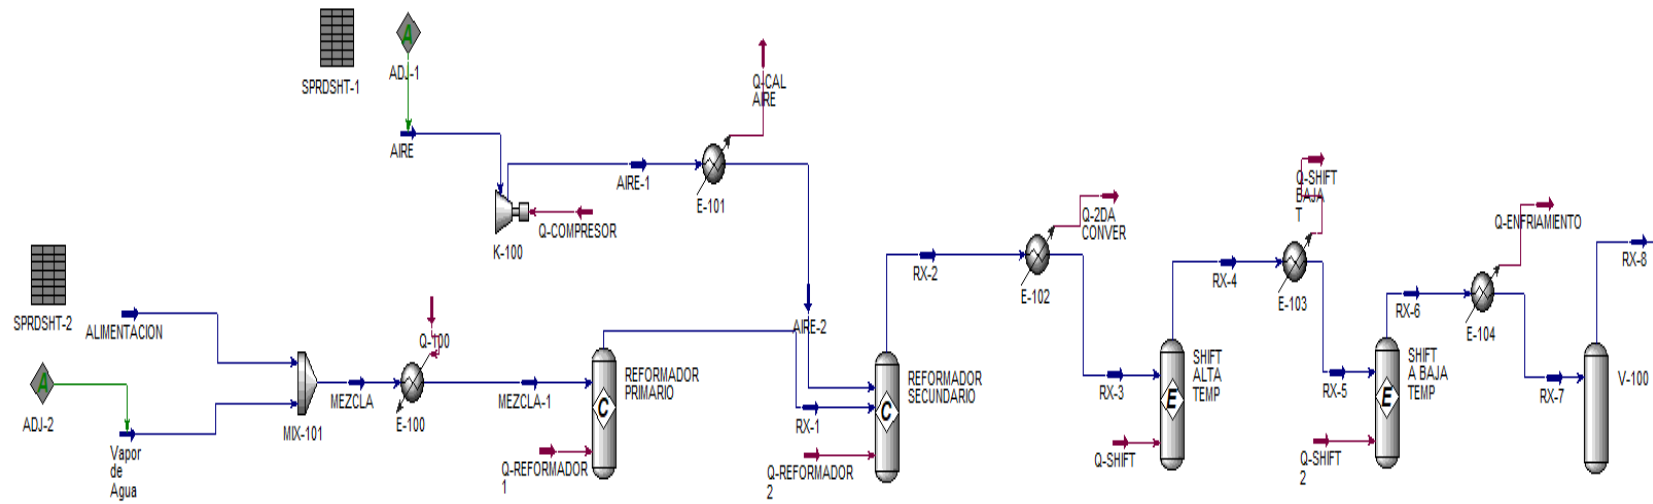 SPRDSHT-1
A
ADJ-1
AIRE
K-100
Q-COMPRESOR
AIRE-1
E-101
Q-CAL
AIRE
AIRE-2
SPRDSHT-2
A
ADJ-2
ALIMENTACION
Vapor
de
Agua
MIX-101
MEZCLA
Q-100
E-100
MEZCLA-1
Q-REFORMADOR
1
C
REFORMADOR
PRIMARIO
RX-1
Q-REFORMADOR
2
C
REFORMADOR
SECUNDARIO
RX-2
E-102
Q-2DA
CONVER
RX-3
Q-SHIFT
E
SHIFT
ALTA
TEMP
RX-4
E-103
Q-SHIFT
BAJA
T
RX-5
Q-SHIFT
2
E
SHIFT
A BAJA
TEMP
RX-6
E-104
Q-ENFRIAMIENTO
RX-7
V-100
RX-8